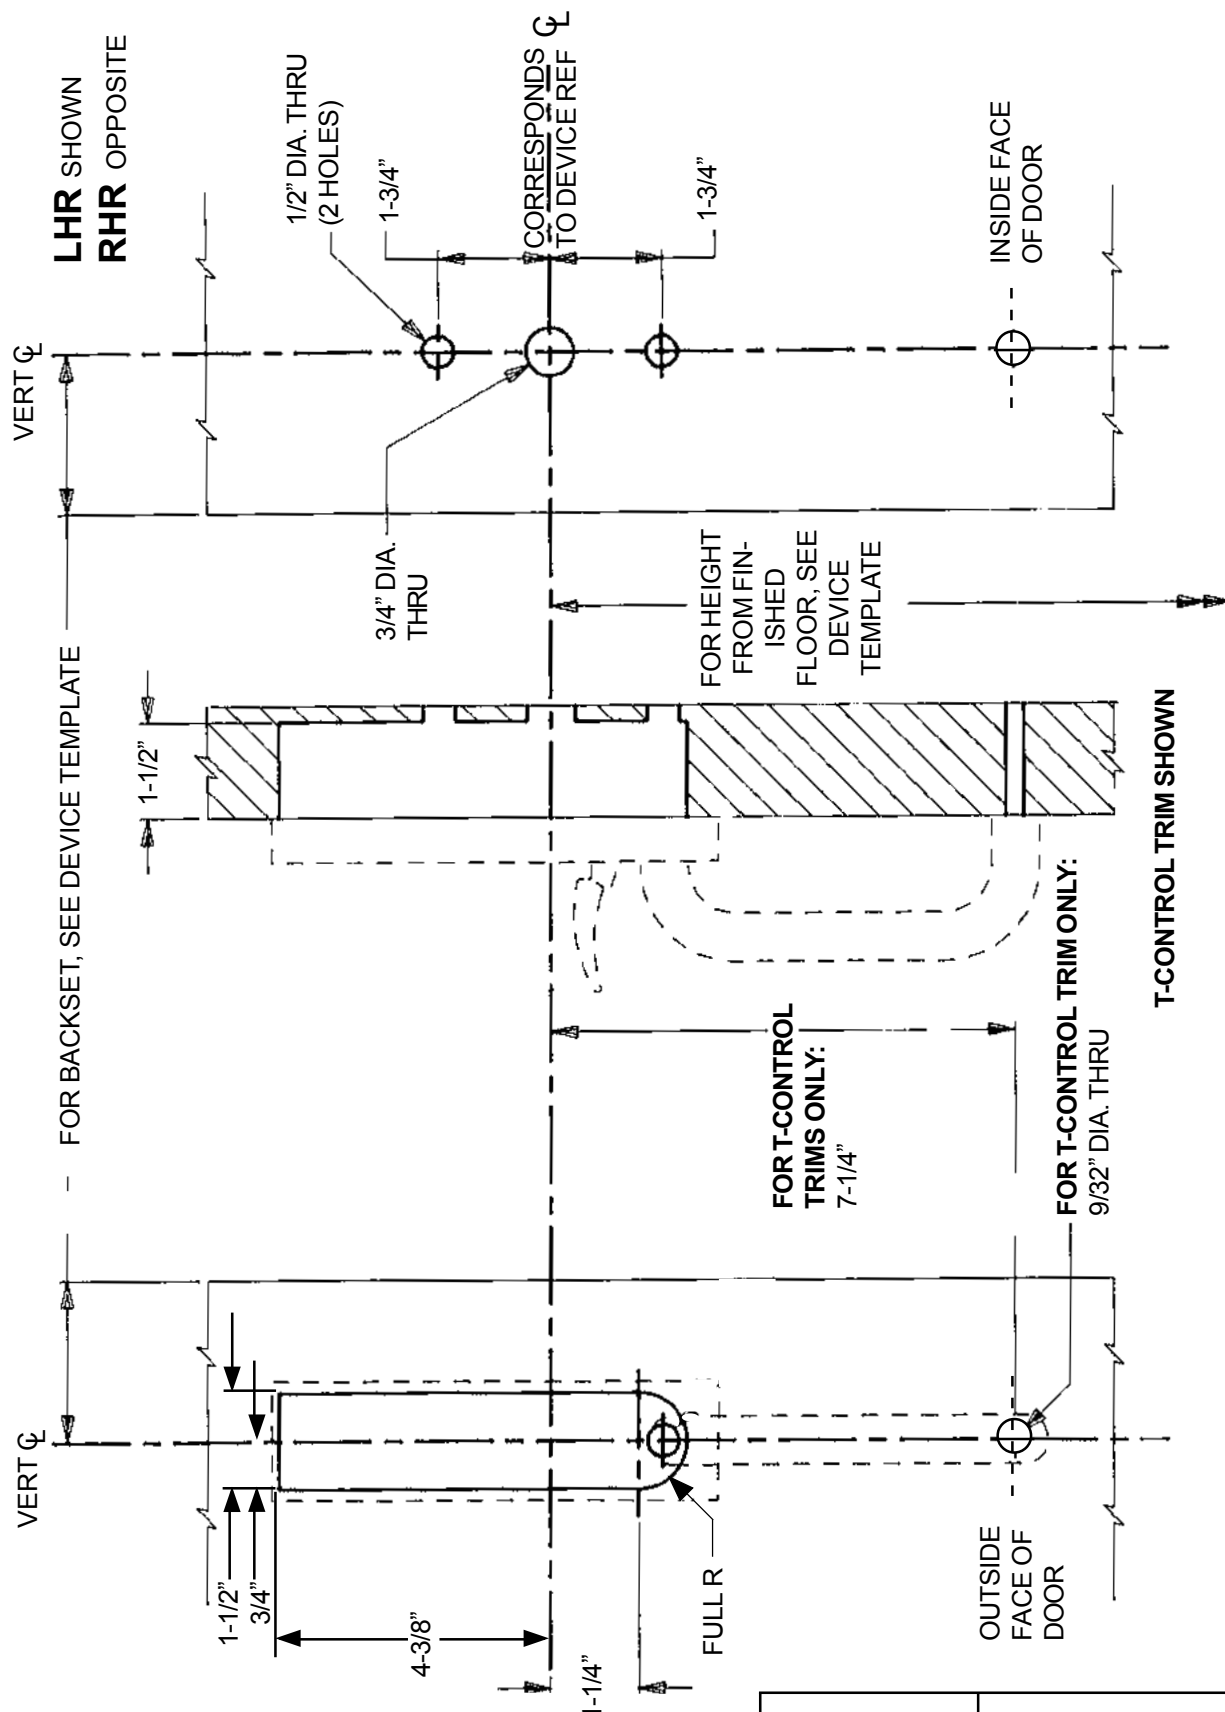 LHR SHOWN
RHR OPPOSITE
VERT ℄
1/2” DIA. THRU
(2 HOLES)
1-3/4”
CORRESPONDS
TO DEVICE REF
℄
1-3/4”
3/4” DIA.
THRU
INSIDE FACE
OF DOOR
FOR BACKSET, SEE DEVICE TEMPLATE
1-1/2”
FOR HEIGHT
FROM FIN-
ISHED
FLOOR, SEE
DEVICE
TEMPLATE
T-CONTROL TRIM SHOWN
FOR T-CONTROL
TRIMS ONLY:
7-1/4”
FOR T-CONTROL TRIM ONLY:
9/32” DIA. THRU
VERT ℄
1-1/2”
3/4”
4-3/8”
1-1/4”
FULL R
OUTSIDE
FACE OF
DOOR